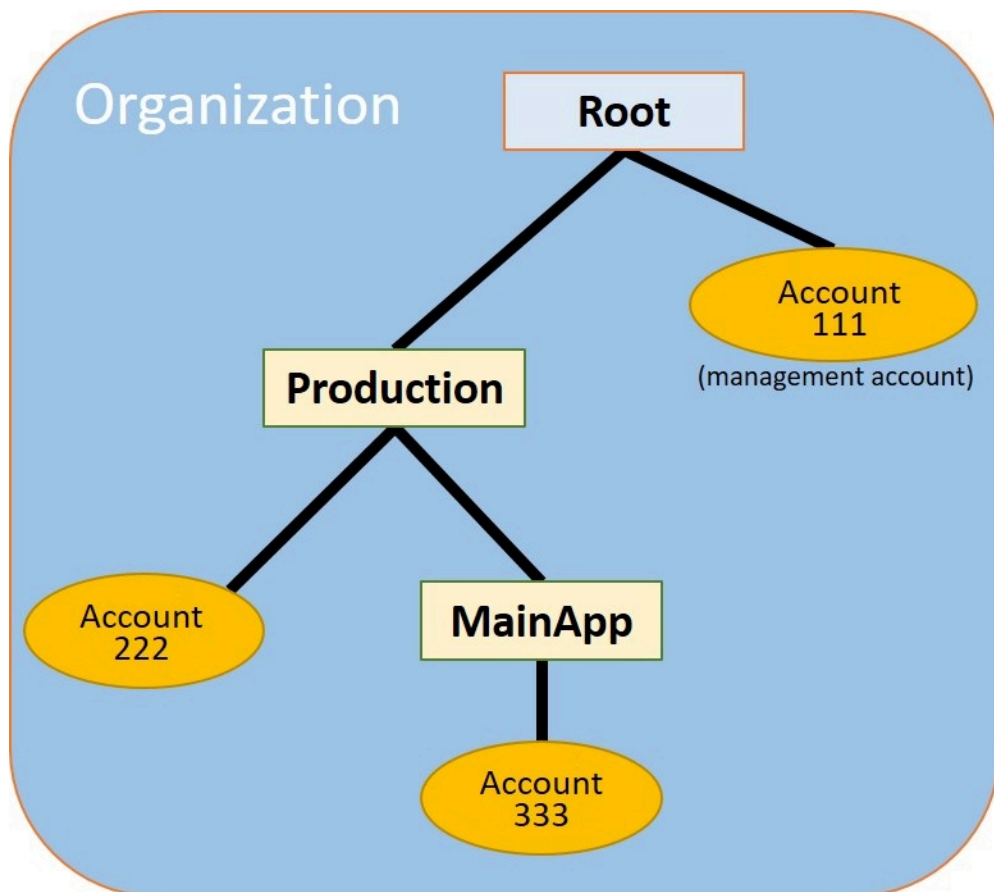 Organization
Root
Account
111
(management account)
Production
Account
222
MainApp
Account
333